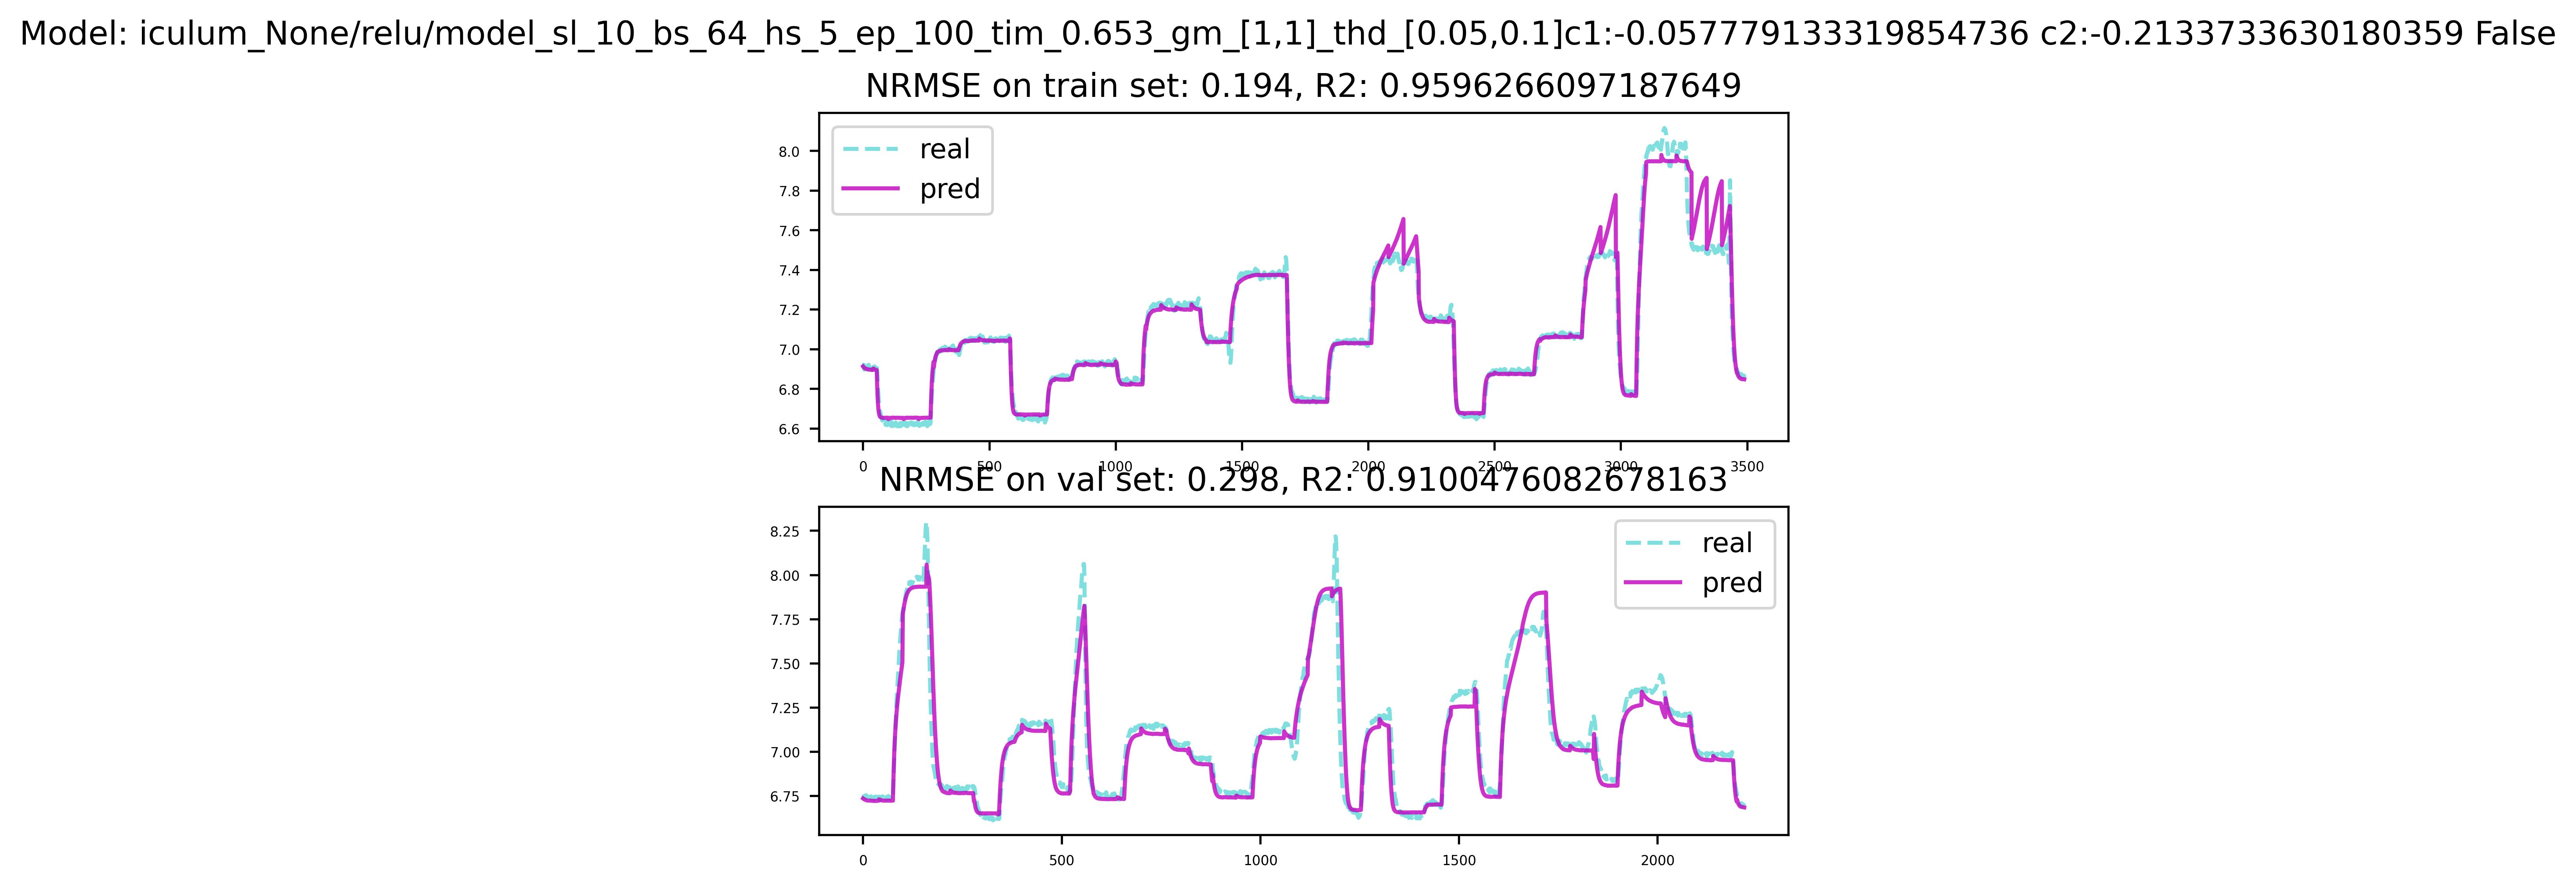 Model: iculum_None/relu/model_sl_10_bs_64_hs_5_ep_100_tim_0.653_gm_[1,1]_thd_[0.05,0.1]c1:-0.057779133319854736 c2:-0.2133733630180359 False
NRMSE on train set: 0.194, R2: 0.9596266097187649
real
pred
8.0
7.8
7.6
7.4
7.2
7.0
6.8
6.6
0 500 1000 1500 2000 2500 3000 3500
NRMSE on val set: 0.298, R2: 0.9100476082678163
real
pred
8.25
8.00
7.75
7.50
7.25
7.00
6.75
0 500 1000 1500 2000